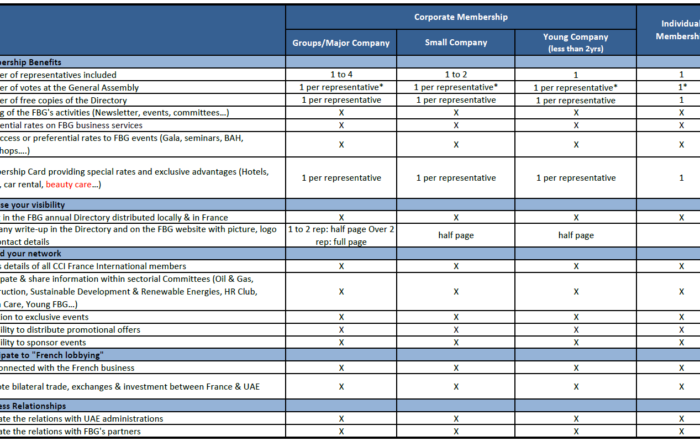 Corporate Membership
Individual
Membership
Groups/Major Company
Small Company
Young Company
(less than 2yrs)
bership Benefits
er of representatives included 1 to 4 1 to 2 1 1
er of votes at the General Assembly 1 per representative* 1 per representative* 1 per representative* 1*
er of free copies of the Directory 1 per representative 1 per representative 1 per representative 1
g of the FBG's activities (Newsletter, events, committees…) X X X X
ential rates on FBG business services X X X X
ccess or preferential rates to FBG events (Gala, seminars, BAH,
hops….) X X X X
ership Card providing special rates and exclusive advantages (Hotels,
, car rental, beauty care…) 1 per representative 1 per representative 1 per representative 1
se your visibility
in the FBG annual Directory distributed locally & in France X X X X
any write-up in the Directory and on the FBG website with picture, logo
ontact details
1 to 2 rep: half page Over 2
rep: full page
half page half page
d your network
s details of all CCI France International members X X X X
pate & share information within sectorial Committees (Oil & Gas,
ruction, Sustainable Development & Renewable Energies, HR Club,
Care, Young FBG…) X X X X
ion to exclusive events X X X X
ility to distribute promotional offers X X X X
ility to sponsor events X X X X
ipate to "French lobbying"
onnected with the French business X X X X
ote bilateral trade, exchanges & investment between France & UAE X X X X
ess Relationships
ate the relations with UAE administrations X X X X
ate the relations with FBG's partners X X X X